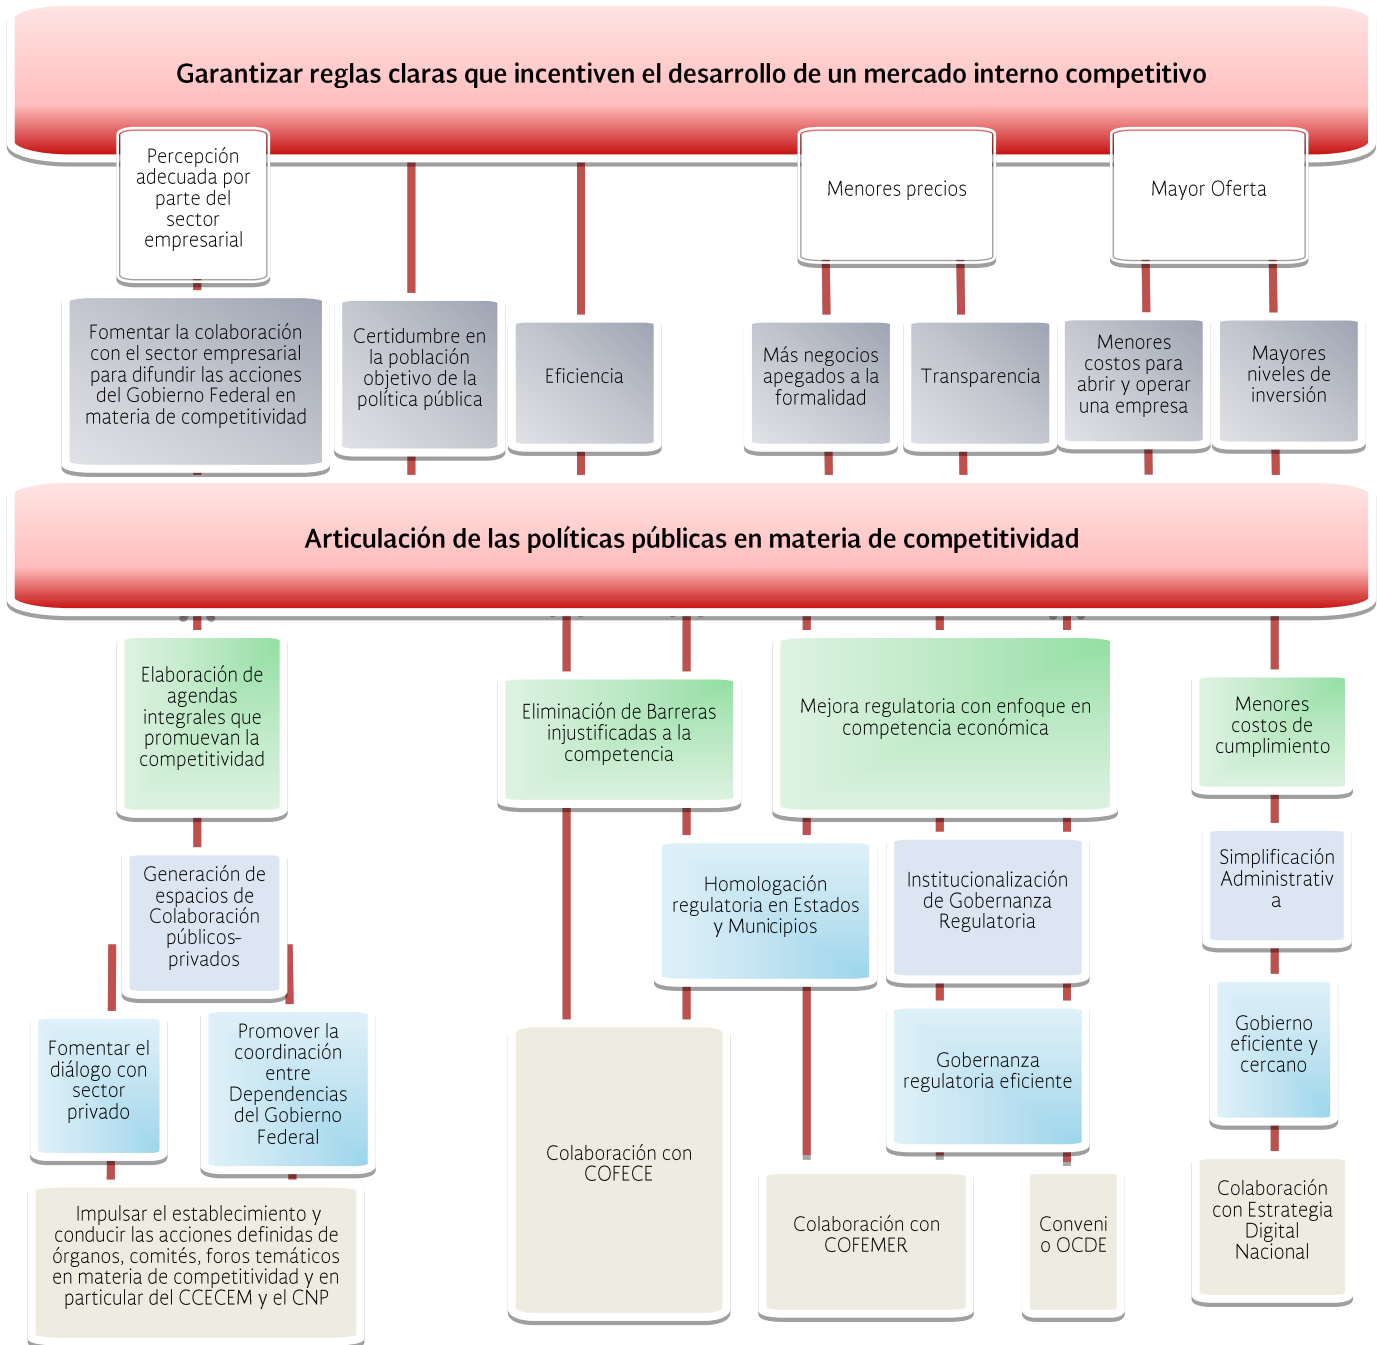 Garantizar reglas claras que incentiven el desarrollo de un mercado interno competitivo
Percepción
adecuada por
parte del
sector
empresarial
Menores precios
Mayor Oferta
Fomentar la colaboración
con el sector empresarial
para difundir las acciones
del Gobierno Federal en
materia de competitividad
Certidumbre en
la población
objetivo de la
política pública
Eficiencia
Más negocios
apegados a la
formalidad
Transparencia
Menores
costos para
abrir y operar
una empresa
Mayores
niveles de
inversión
Articulación de las políticas públicas en materia de competitividad
Elaboración de
agendas
integrales que
promuevan la
competitividad
Eliminación de Barreras
injustificadas a la
competencia
Mejora regulatoria con enfoque en
competencia económica
Menores
costos de
cumplimiento
Generación de
espacios de
Colaboración
públicos-
privados
Homologación
regulatoria en Estados
y Municipios
Institucionalización
de Gobernanza
Regulatoria
Simplificación
Administrativ
a
Fomentar el
diálogo con
sector
privado
Promover la
coordinación
entre
Dependencias
del Gobierno
Federal
Gobernanza
regulatoria eficiente
Gobierno
eficiente y
cercano
Impulsar el establecimiento y
conducir las acciones definidas de
órganos, comités, foros temáticos
en materia de competitividad y en
particular del CCECEM y el CNP
Colaboración con
COFECE
Colaboración con
COFEMER
Conveni
o OCDE
Colaboración
con Estrategia
Digital
Nacional